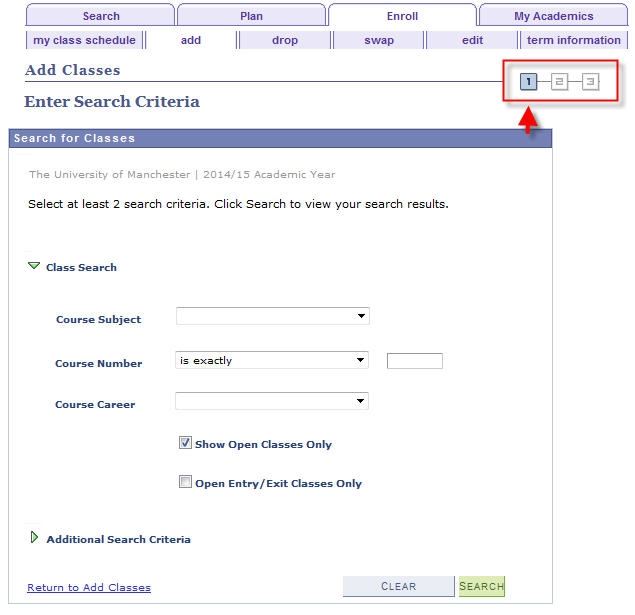 Search Plan Enroll My Academics
my class schedule add drop swap edit term information
Add Classes
1 2 3
Enter Search Criteria
Search for Classes
The University of Manchester | 2014/15 Academic Year
Select at least 2 search criteria. Click Search to view your search results.
Class Search
Course Subject
Course Number is exactly
Course Career
Show Open Classes Only
Open Entry/Exit Classes Only
Additional Search Criteria
Return to Add Classes CLEAR SEARCH